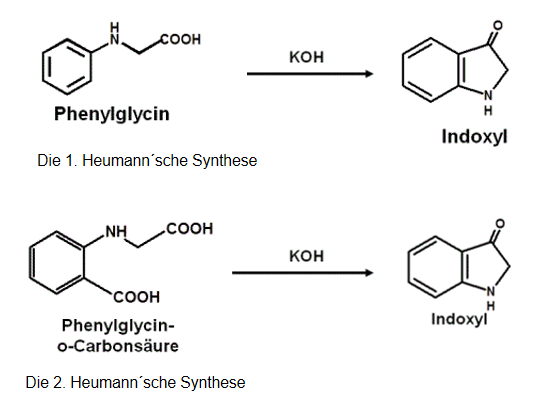 H
N
COOH
KOH
O
N
H
Phenylglycin
Indoxyl
Die 1. Heumann´sche Synthese
NH
COOH
KOH
O
COOH
N
H
Phenylglycin-
o-Carbonsäure
Indoxyl
Die 2. Heumann´sche Synthese